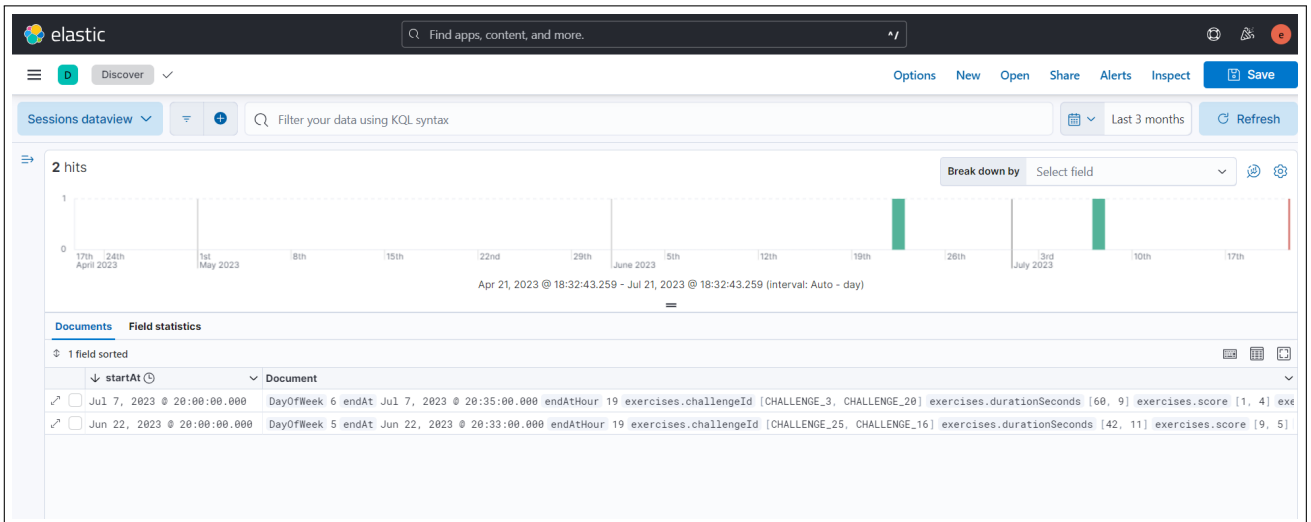 elastic
Find apps, content, and more.
^/
e
D
Discover
Options
New
Open
Share
Alerts
Inspect
Save
Sessions dataview
Filter your data using KQL syntax
Last 3 months
Refresh
2 hits
Break down by
Select field
1
0
17th 24th 1st 8th 15th 22nd 29th 5th 12th 19th 26th 3rd 10th 17th
April 2023 May 2023 June 2023 July 2023
Apr 21, 2023 @ 18:32:43.259 - Jul 21, 2023 @ 18:32:43.259 (interval: Auto - day)
Documents Field statistics
1 field sorted
startAt Document
Jul 7, 2023 @ 20:00:00.000 DayOfWeek 6 endAt Jul 7, 2023 @ 20:35:00.000 endAtHour 19 exercises.challengeId [CHALLENGE_3, CHALLENGE_20] exercises.durationSeconds [60, 9] exercises.score [1, 4] exe
Jun 22, 2023 @ 20:00:00.000 DayOfWeek 5 endAt Jun 22, 2023 @ 20:33:00.000 endAtHour 19 exercises.challengeId [CHALLENGE_25, CHALLENGE_16] exercises.durationSeconds [42, 11] exercises.score [9, 5]